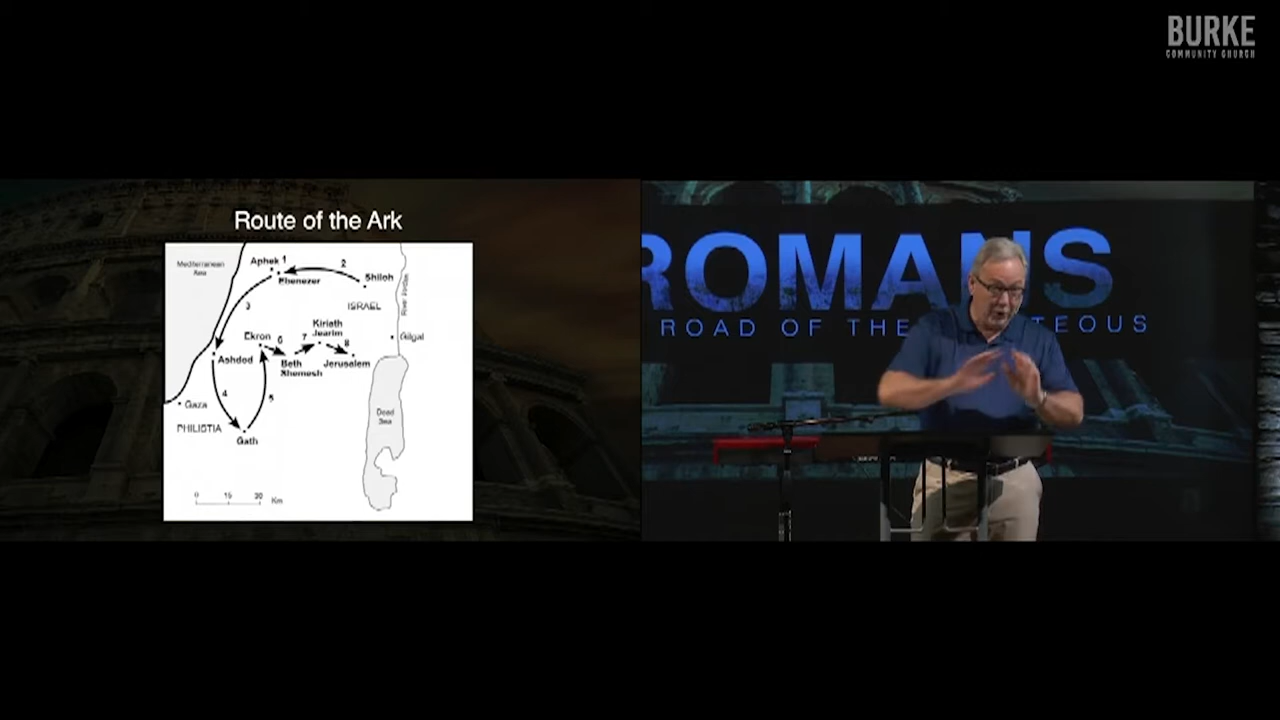 BURKE
COMMUNITY CHURCH
Route of the Ark
Mediterranean
Sea
Aphek 1
2
Ebenezer
Shiloh
River Jordan
3
ISRAEL
Kiriath
Jearim
Ekron
6
7
8
Gilgal
Ashdod
Beth
Shemesh
Jerusalem
4
5
Gaza
PHILISTIA
Gath
Dead
Sea
0 15 30 Km
ROMANS
ROAD OF THE TEOUS